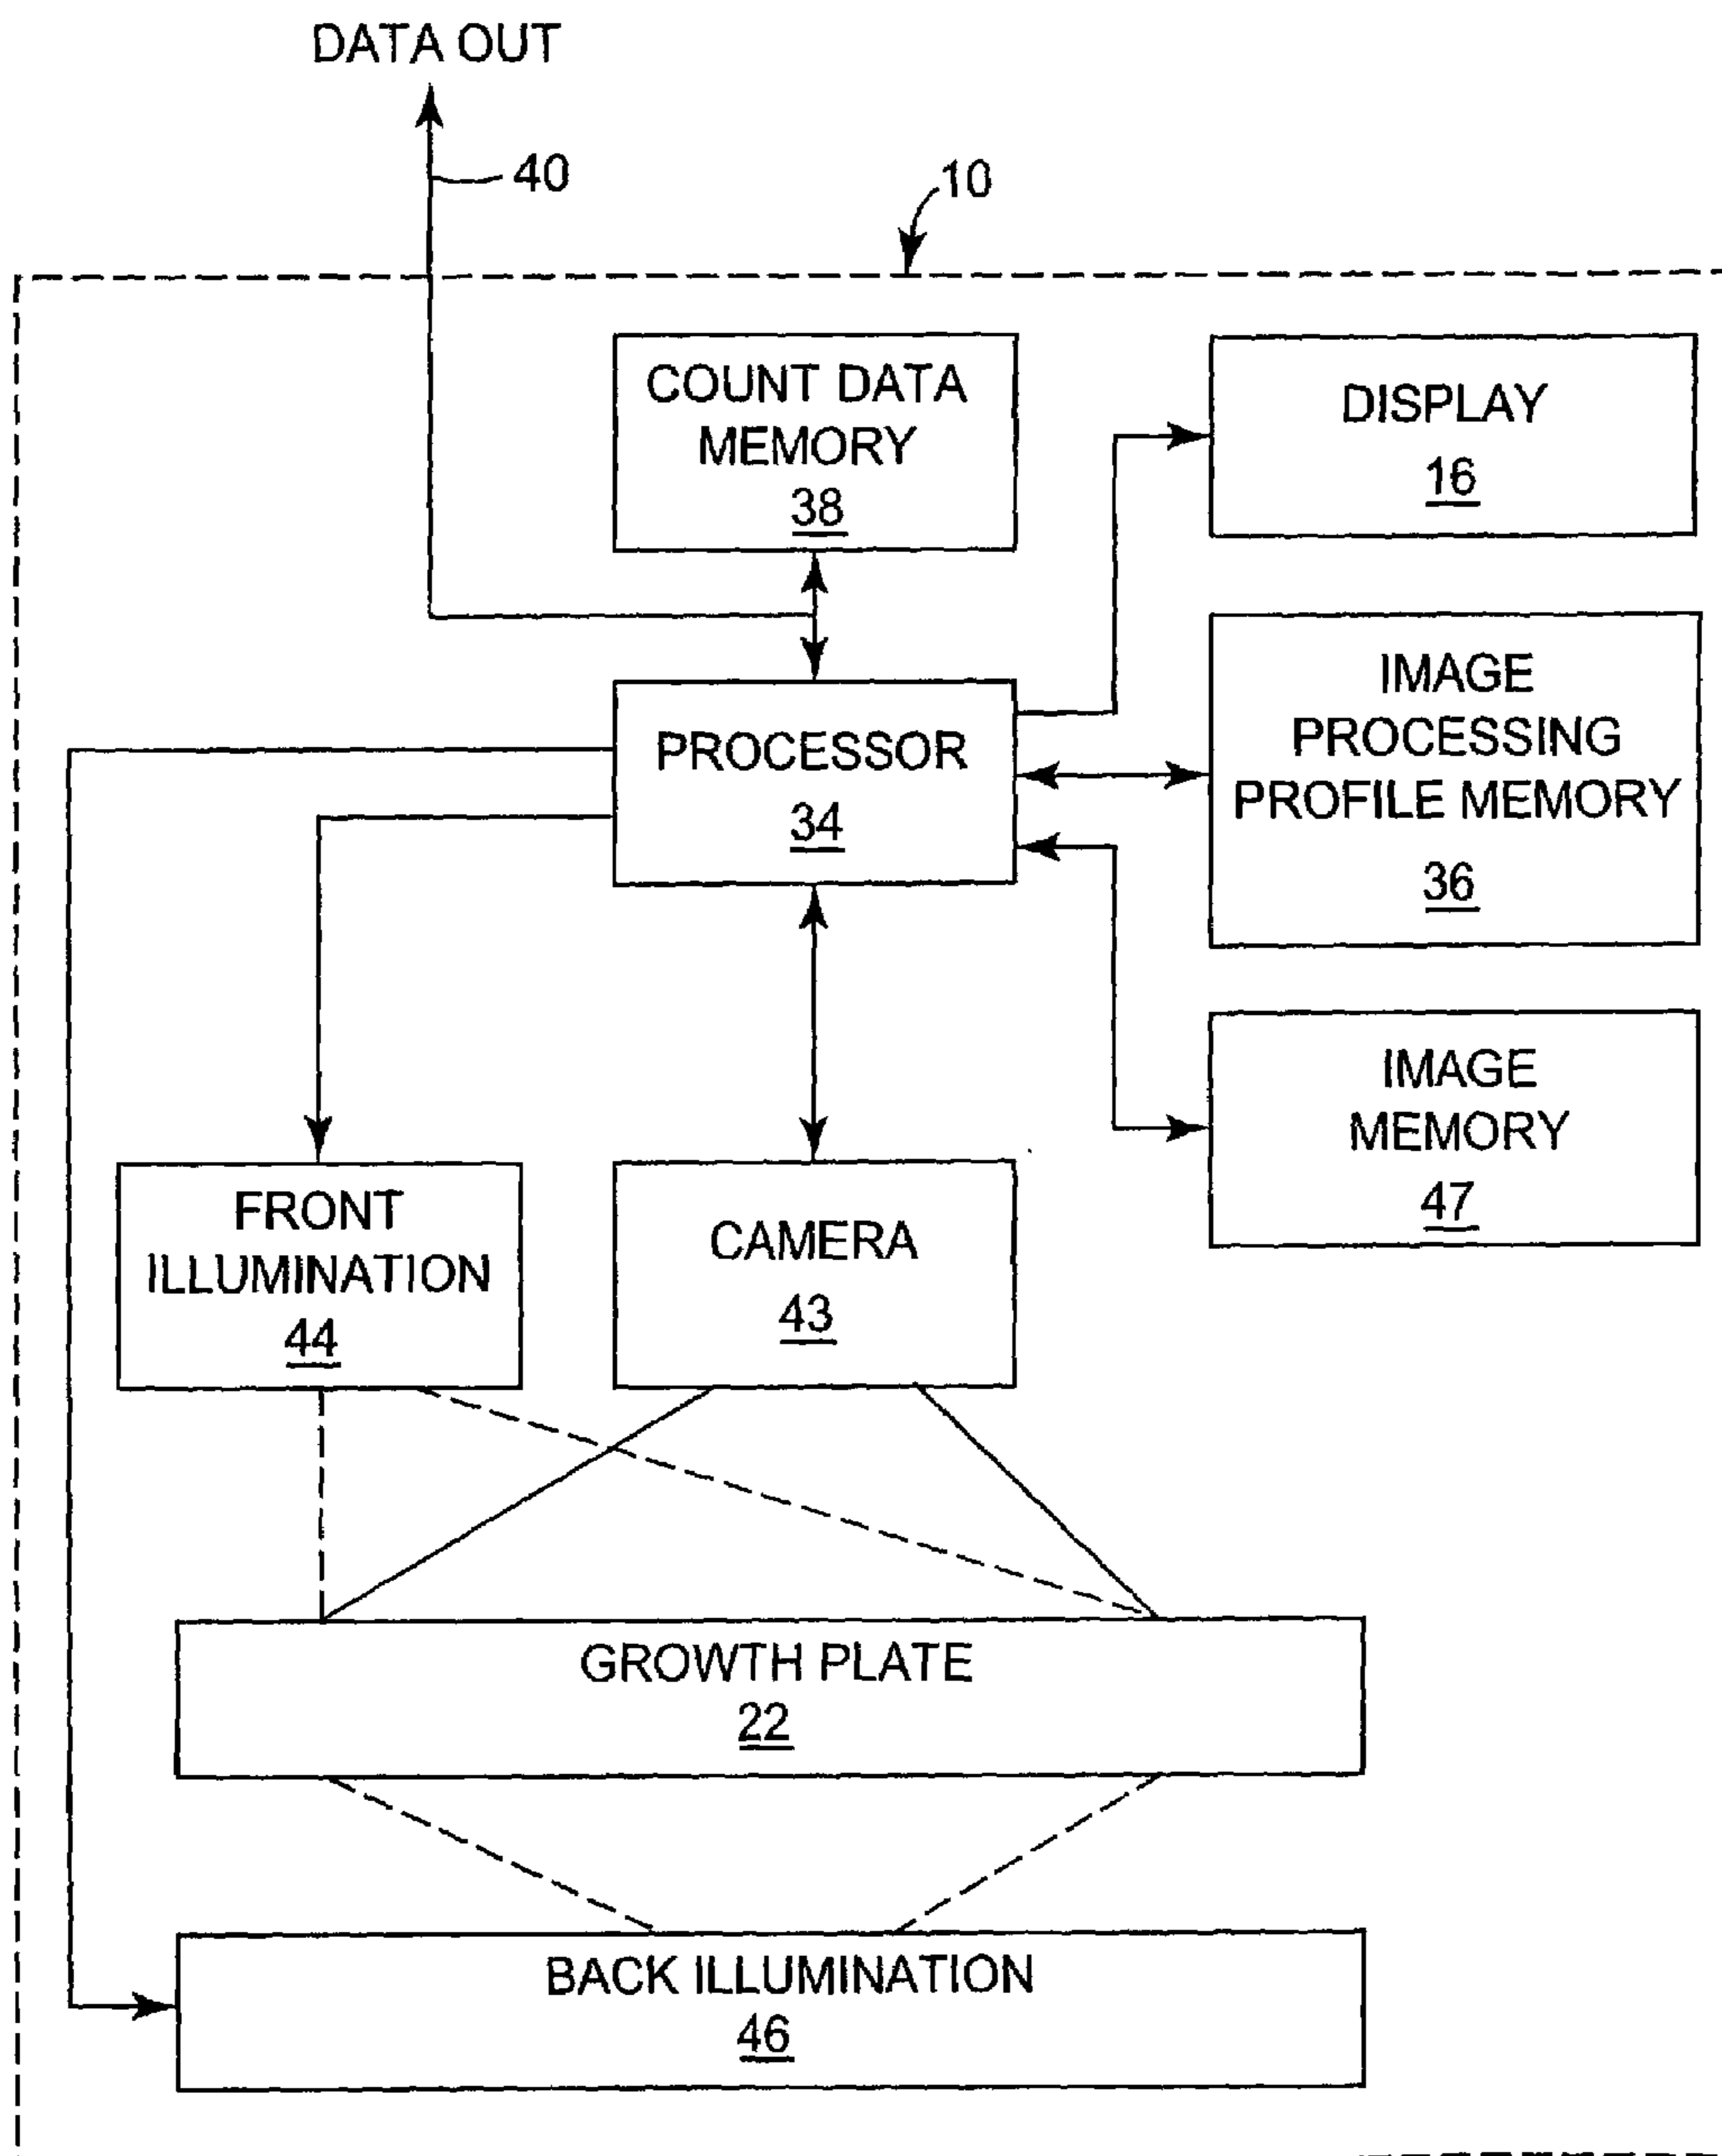 DATA OUT
40
10
COUNT DATA
MEMORY
38
DISPLAY
16
PROCESSOR
34
IMAGE
PROCESSING
PROFILE MEMORY
36
IMAGE
MEMORY
47
FRONT
ILLUMINATION
44
CAMERA
43
GROWTH PLATE
22
BACK ILLUMINATION
46